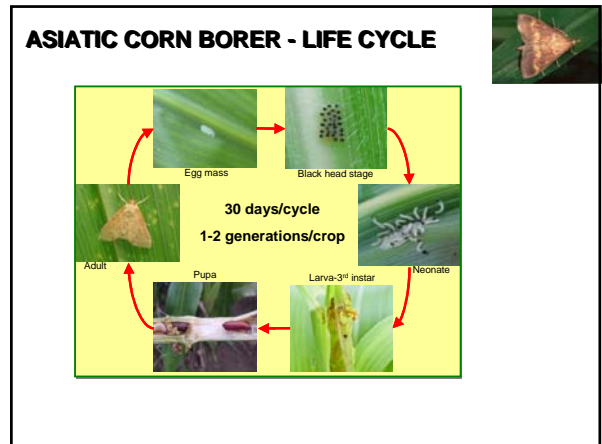 ASIATIC CORN BORER - LIFE CYCLE
Egg mass
Black head stage
30 days/cycle
1-2 generations/crop
Adult
Neonate
Pupa
Larva-3rd instar